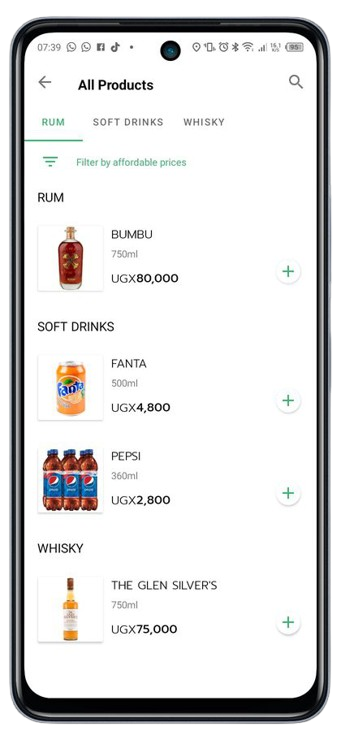 07:39
All Products
RUM SOFT DRINKS WHISKY
Filter by affordable prices
RUM
BUMBU
750ml
UGX80,000
SOFT DRINKS
Fanta
FANTA
500ml
UGX4,800
PEPSI
360ml
UGX2,800
WHISKY
THE GLEN SILVER'S
750ml
UGX75,000